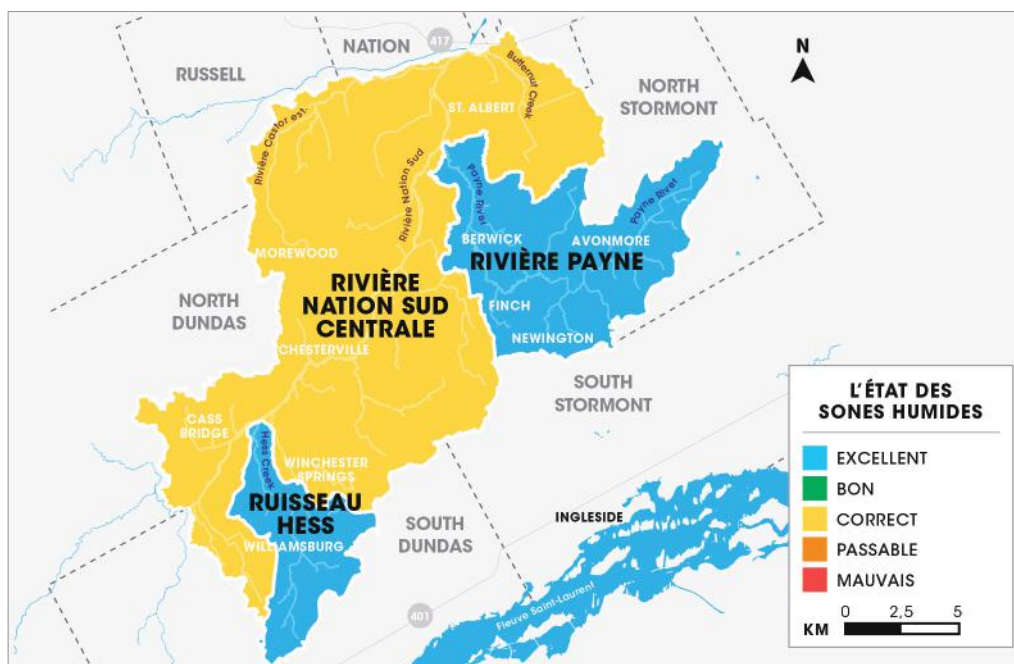 417
NATION
N
RUSSELL
NORTH
STORMONT
Butternut Creek
ST. ALBERT
Rivière Castor est.
Rivière Nation Sud
Payne River
Payne River
BERWICK
AVONMORE
RIVIÈRE PAYNE
MOREWOOD
RIVIÈRE
NATION SUD
CENTRALE
NORTH
DUNDAS
FINCH
NEWINGTON
CHESTERVILLE
SOUTH
STORMONT
CASS
BRIDGE
Hess Creek
WINCHESTER
SPRINGS
RUISSEAU
HESS
WILLIAMSBURG
SOUTH
DUNDAS
INGLESIDE
Fleuve Saint-Laurent
401
L'ÉTAT DES
SONES HUMIDES
EXCELLENT
BON
CORRECT
PASSABLE
MAUVAIS
0 2,5 5
KM